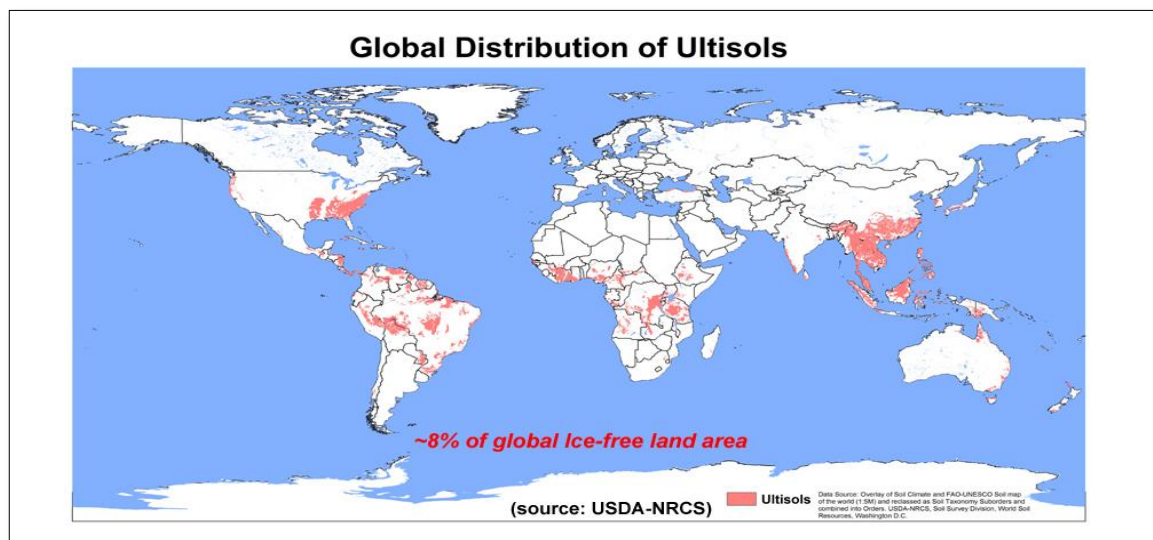 Global Distribution of Ultisols
~8% of global Ice-free land area
(source: USDA-NRCS)
Ultisols
Data Source: Overlay of Soil Climate and FAO-UNESCO Soil map
of the world (1:5M) and reclassed as Soil Taxonomy Suborders and
combined into Orders. USDA-NRCS, Soil Survey Division, World Soil
Resources, Washington D.C.